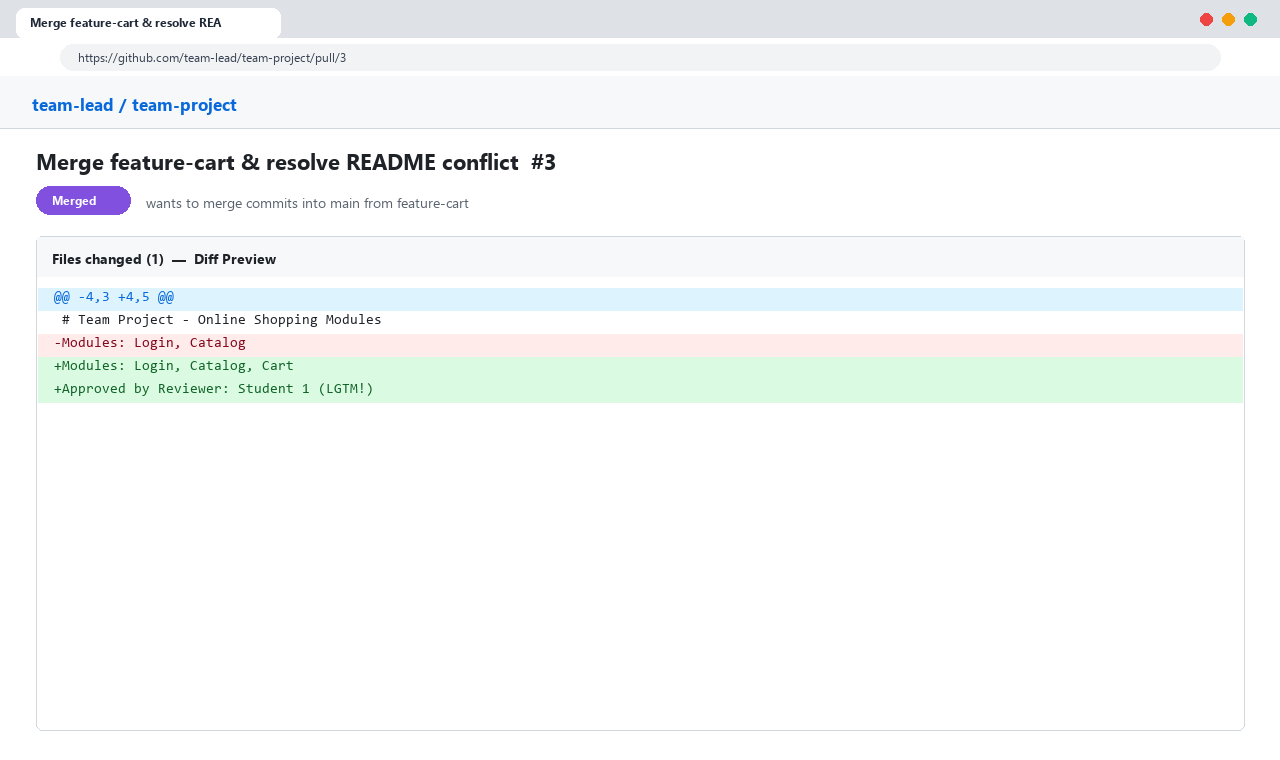 Merge feature-cart & resolve REA
https://github.com/team-lead/team-project/pull/3
team-lead / team-project
Merge feature-cart & resolve README conflict #3
Merged wants to merge commits into main from feature-cart
Files changed (1) — Diff Preview
@@ -4,3 +4,5 @@
# Team Project - Online Shopping Modules
-Modules: Login, Catalog
+Modules: Login, Catalog, Cart
+Approved by Reviewer: Student 1 (LGTM!)